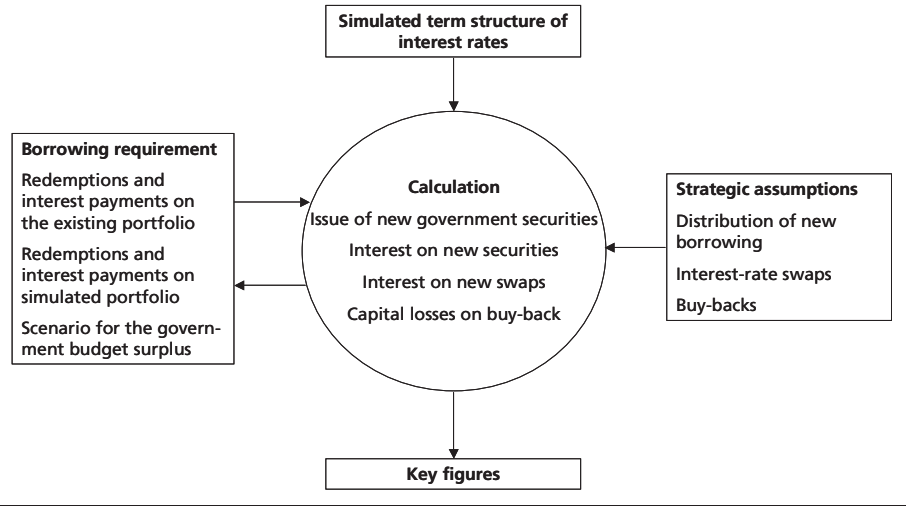 Simulated term structure of
interest rates
Borrowing requirement
Redemptions and
interest payments on
the existing portfolio
Redemptions and
interest payments on
simulated portfolio
Scenario for the govern-
ment budget surplus
Calculation
Issue of new government securities
Interest on new securities
Interest on new swaps
Capital losses on buy-back
Strategic assumptions
Distribution of new
borrowing
Interest-rate swaps
Buy-backs
Key figures